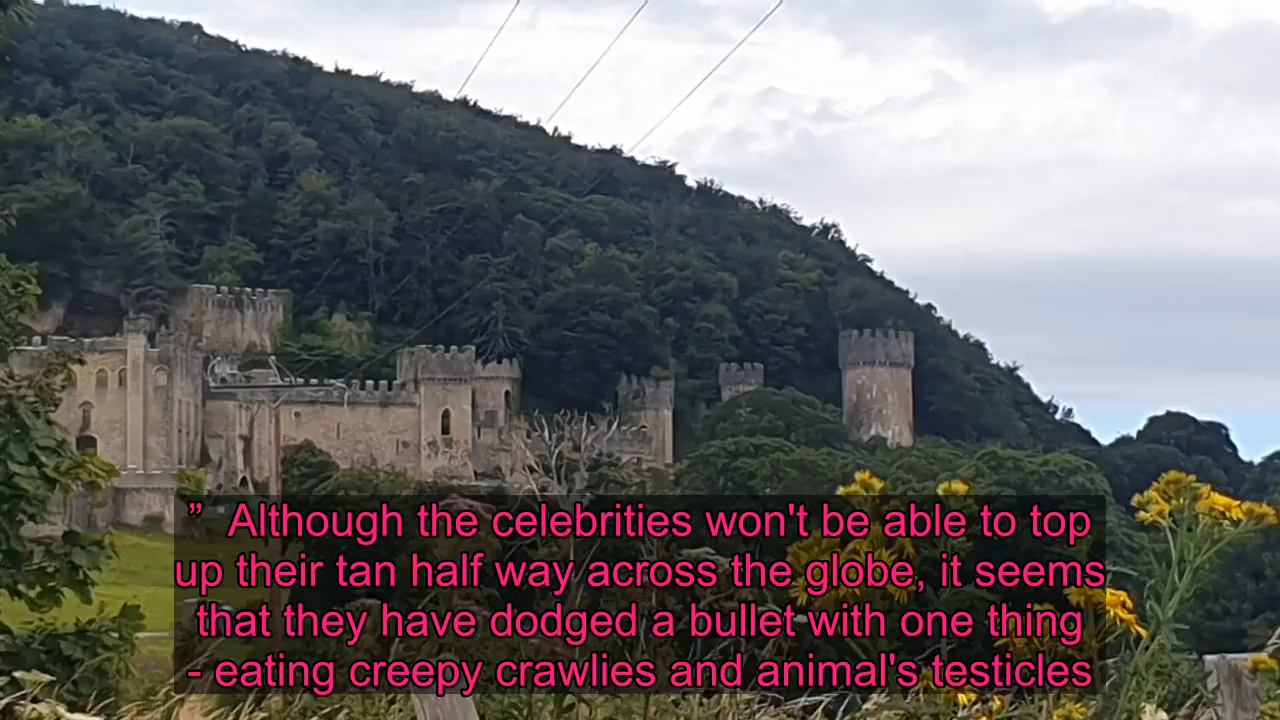 ”  Although the celebrities won't be able to top
up their tan half way across the globe, it seems
that they have dodged a bullet with one thing
- eating creepy crawlies and animal's testicles